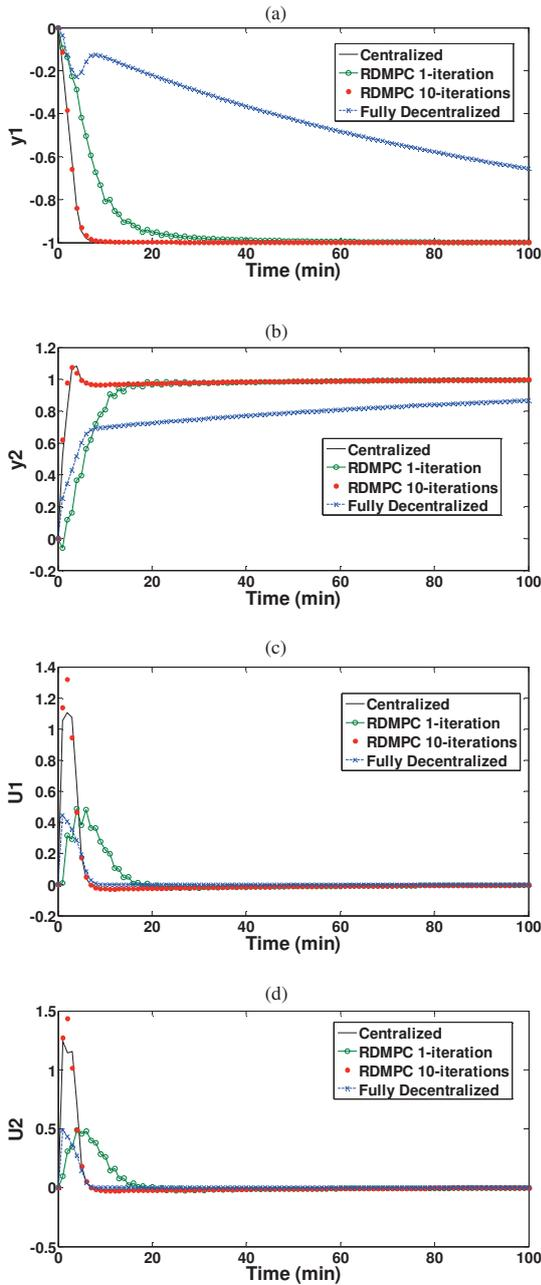 (a)
0
-0.2
-0.4
-0.6
-0.8
-1
y1
Centralized
RDMPC 1-iteration
RDMPC 10-iterations
Fully Decentralized
0 20 40 60 80 100
Time (min)
(b)
1.2
1
0.8
0.6
0.4
0.2
0
-0.2
y2
Centralized
RDMPC 1-iteration
RDMPC 10-iterations
Fully Decentralized
0 20 40 60 80 100
Time (min)
(c)
1.4
1.2
1
0.8
0.6
0.4
0.2
0
-0.2
U1
Centralized
RDMPC 1-iteration
RDMPC 10-iterations
Fully Decentralized
0 20 40 60 80 100
Time (min)
(d)
1.5
1
0.5
0
-0.5
U2
Centralized
RDMPC 1-iteration
RDMPC 10-iterations
Fully Decentralized
0 20 40 60 80 100
Time (min)